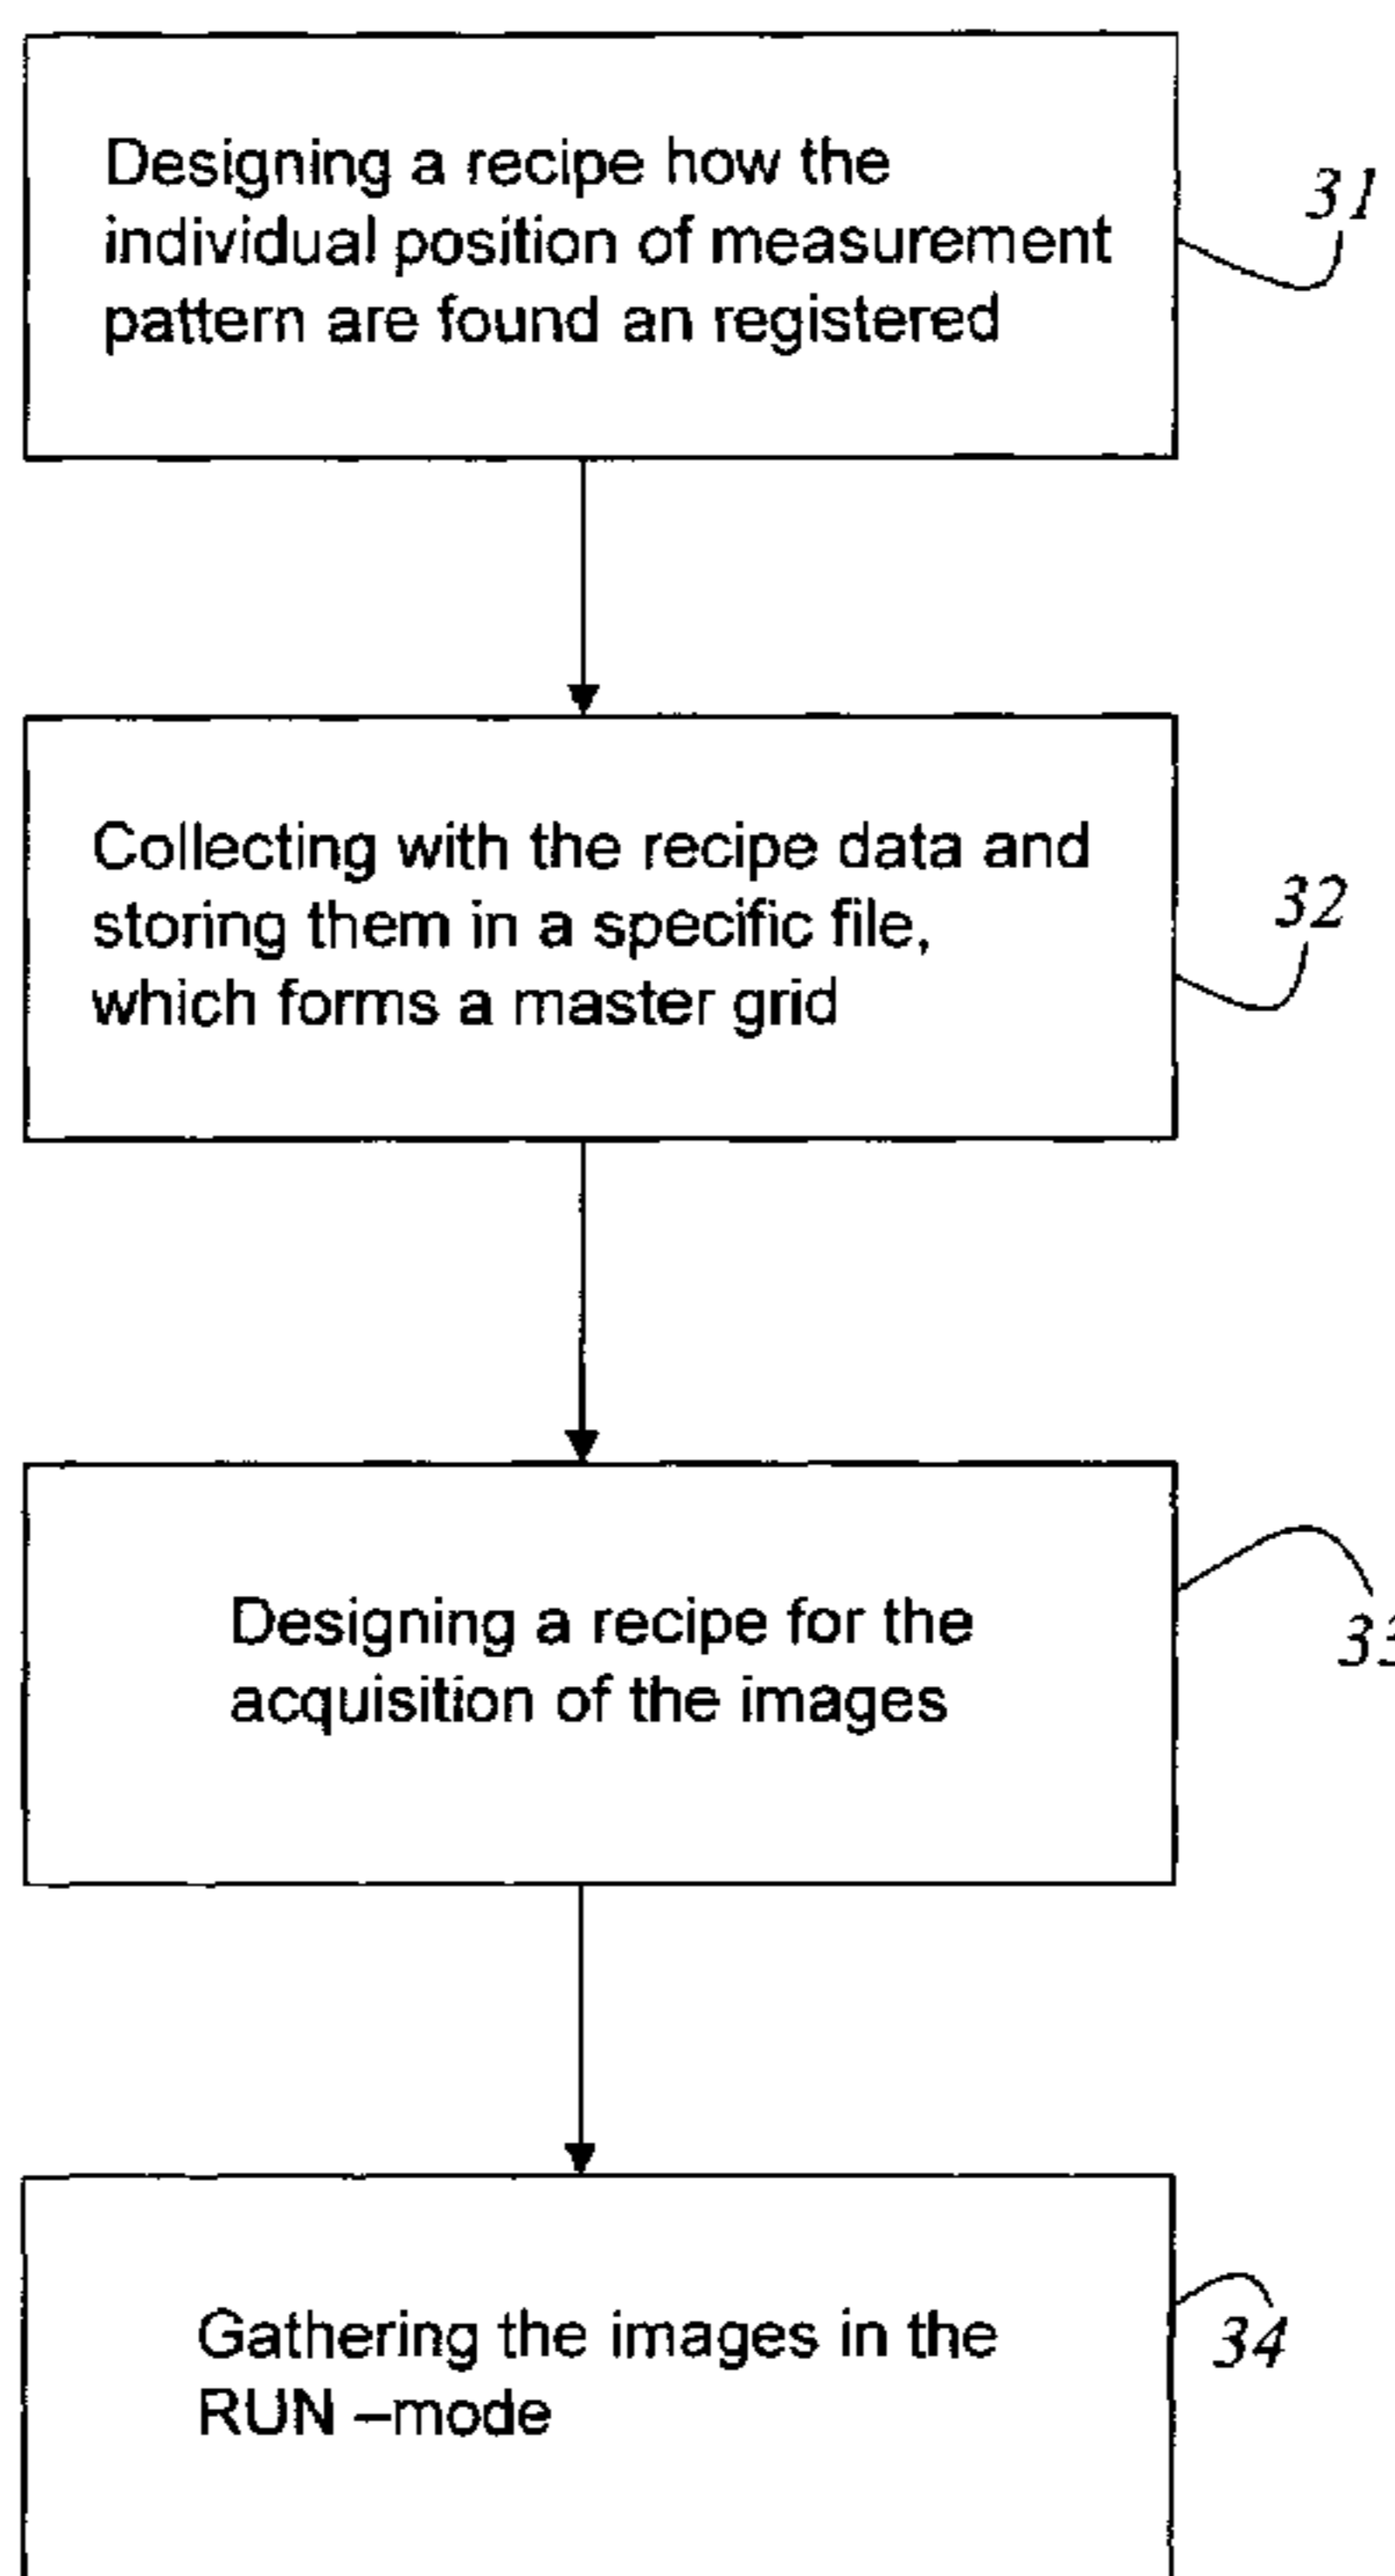 Designing a recipe how the
individual position of measurement
pattern are found an registered
31
Collecting with the recipe data and
storing them in a specific file,
which forms a master grid
32
Designing a recipe for the
acquisition of the images
Gathering the images in the
RUN –mode
34